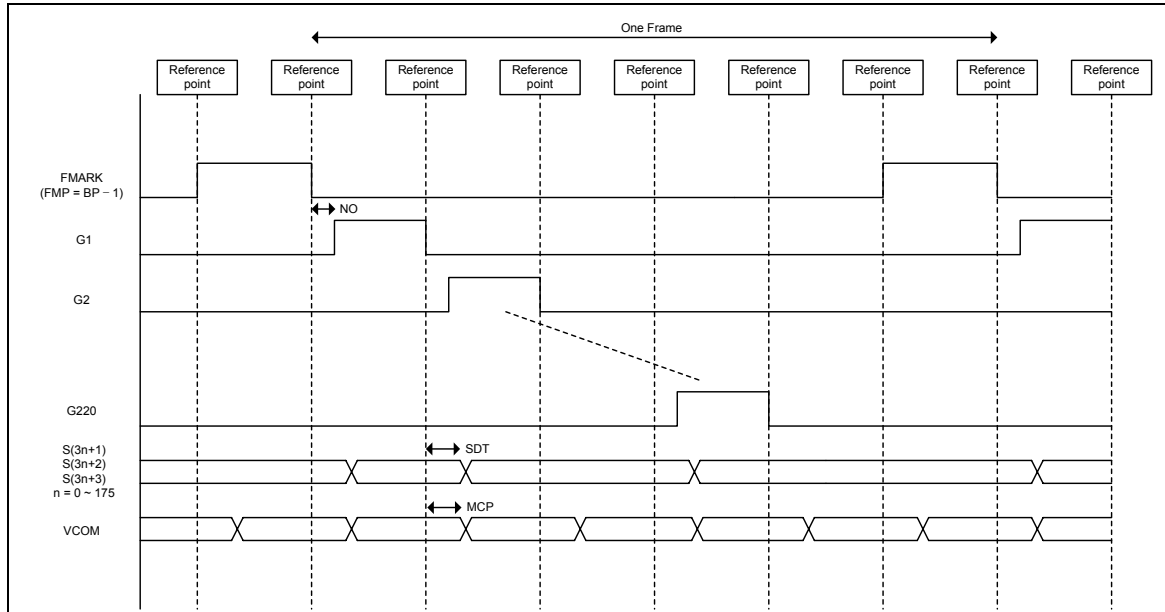 One Frame
Reference point
Reference point
Reference point
Reference point
Reference point
Reference point
Reference point
Reference point
Reference point
FMARK
(FMP = BP – 1)
NO
G1
G2
G220
S(3n+1)
S(3n+2)
S(3n+3)
n = 0 ~ 175
SDT
MCP
VCOM